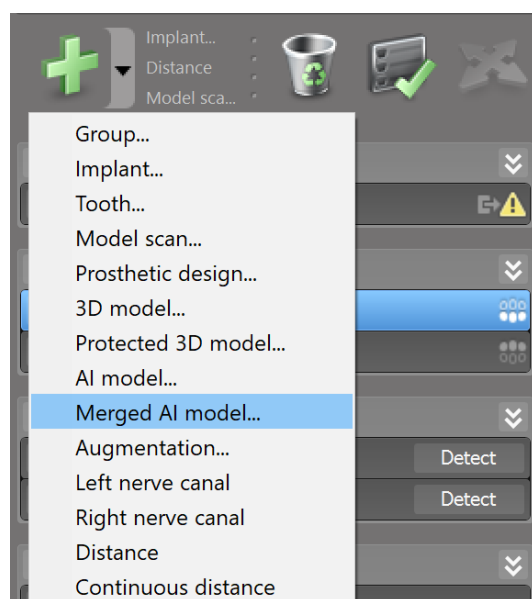 Implant...
Distance
Model sca...
Group...
Implant...
Tooth...
Model scan...
Prosthetic design...
3D model...
Protected 3D model...
AI model...
Merged AI model...
Augmentation...
Detect
Left nerve canal
Detect
Right nerve canal
Distance
Continuous distance